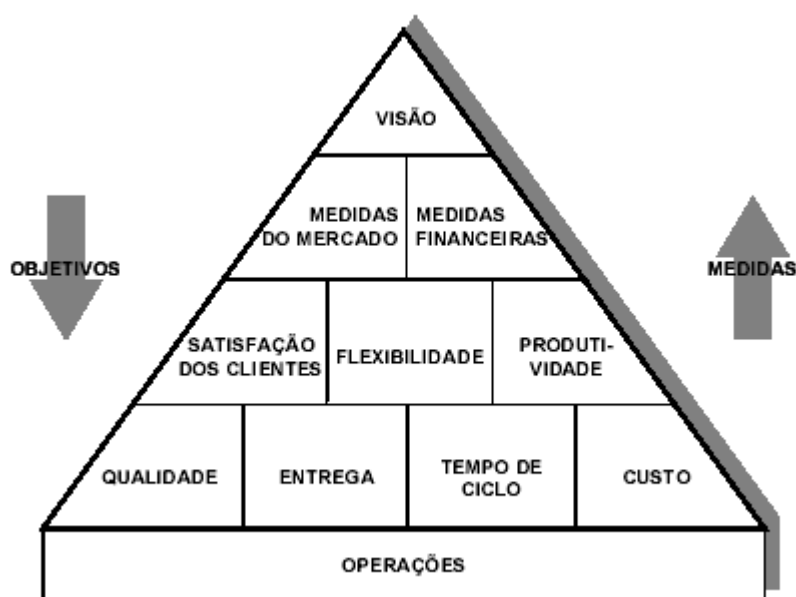 VISÃO
MEDIDAS
DO MERCADO
MEDIDAS
FINANCEIRAS
OBJETIVOS
MEDIDAS
SATISFAÇÃO
DOS CLIENTES
FLEXIBILIDADE
PRODUTI-
VIDADE
QUALIDADE
ENTREGA
TEMPO DE
CICLO
CUSTO
OPERAÇÕES